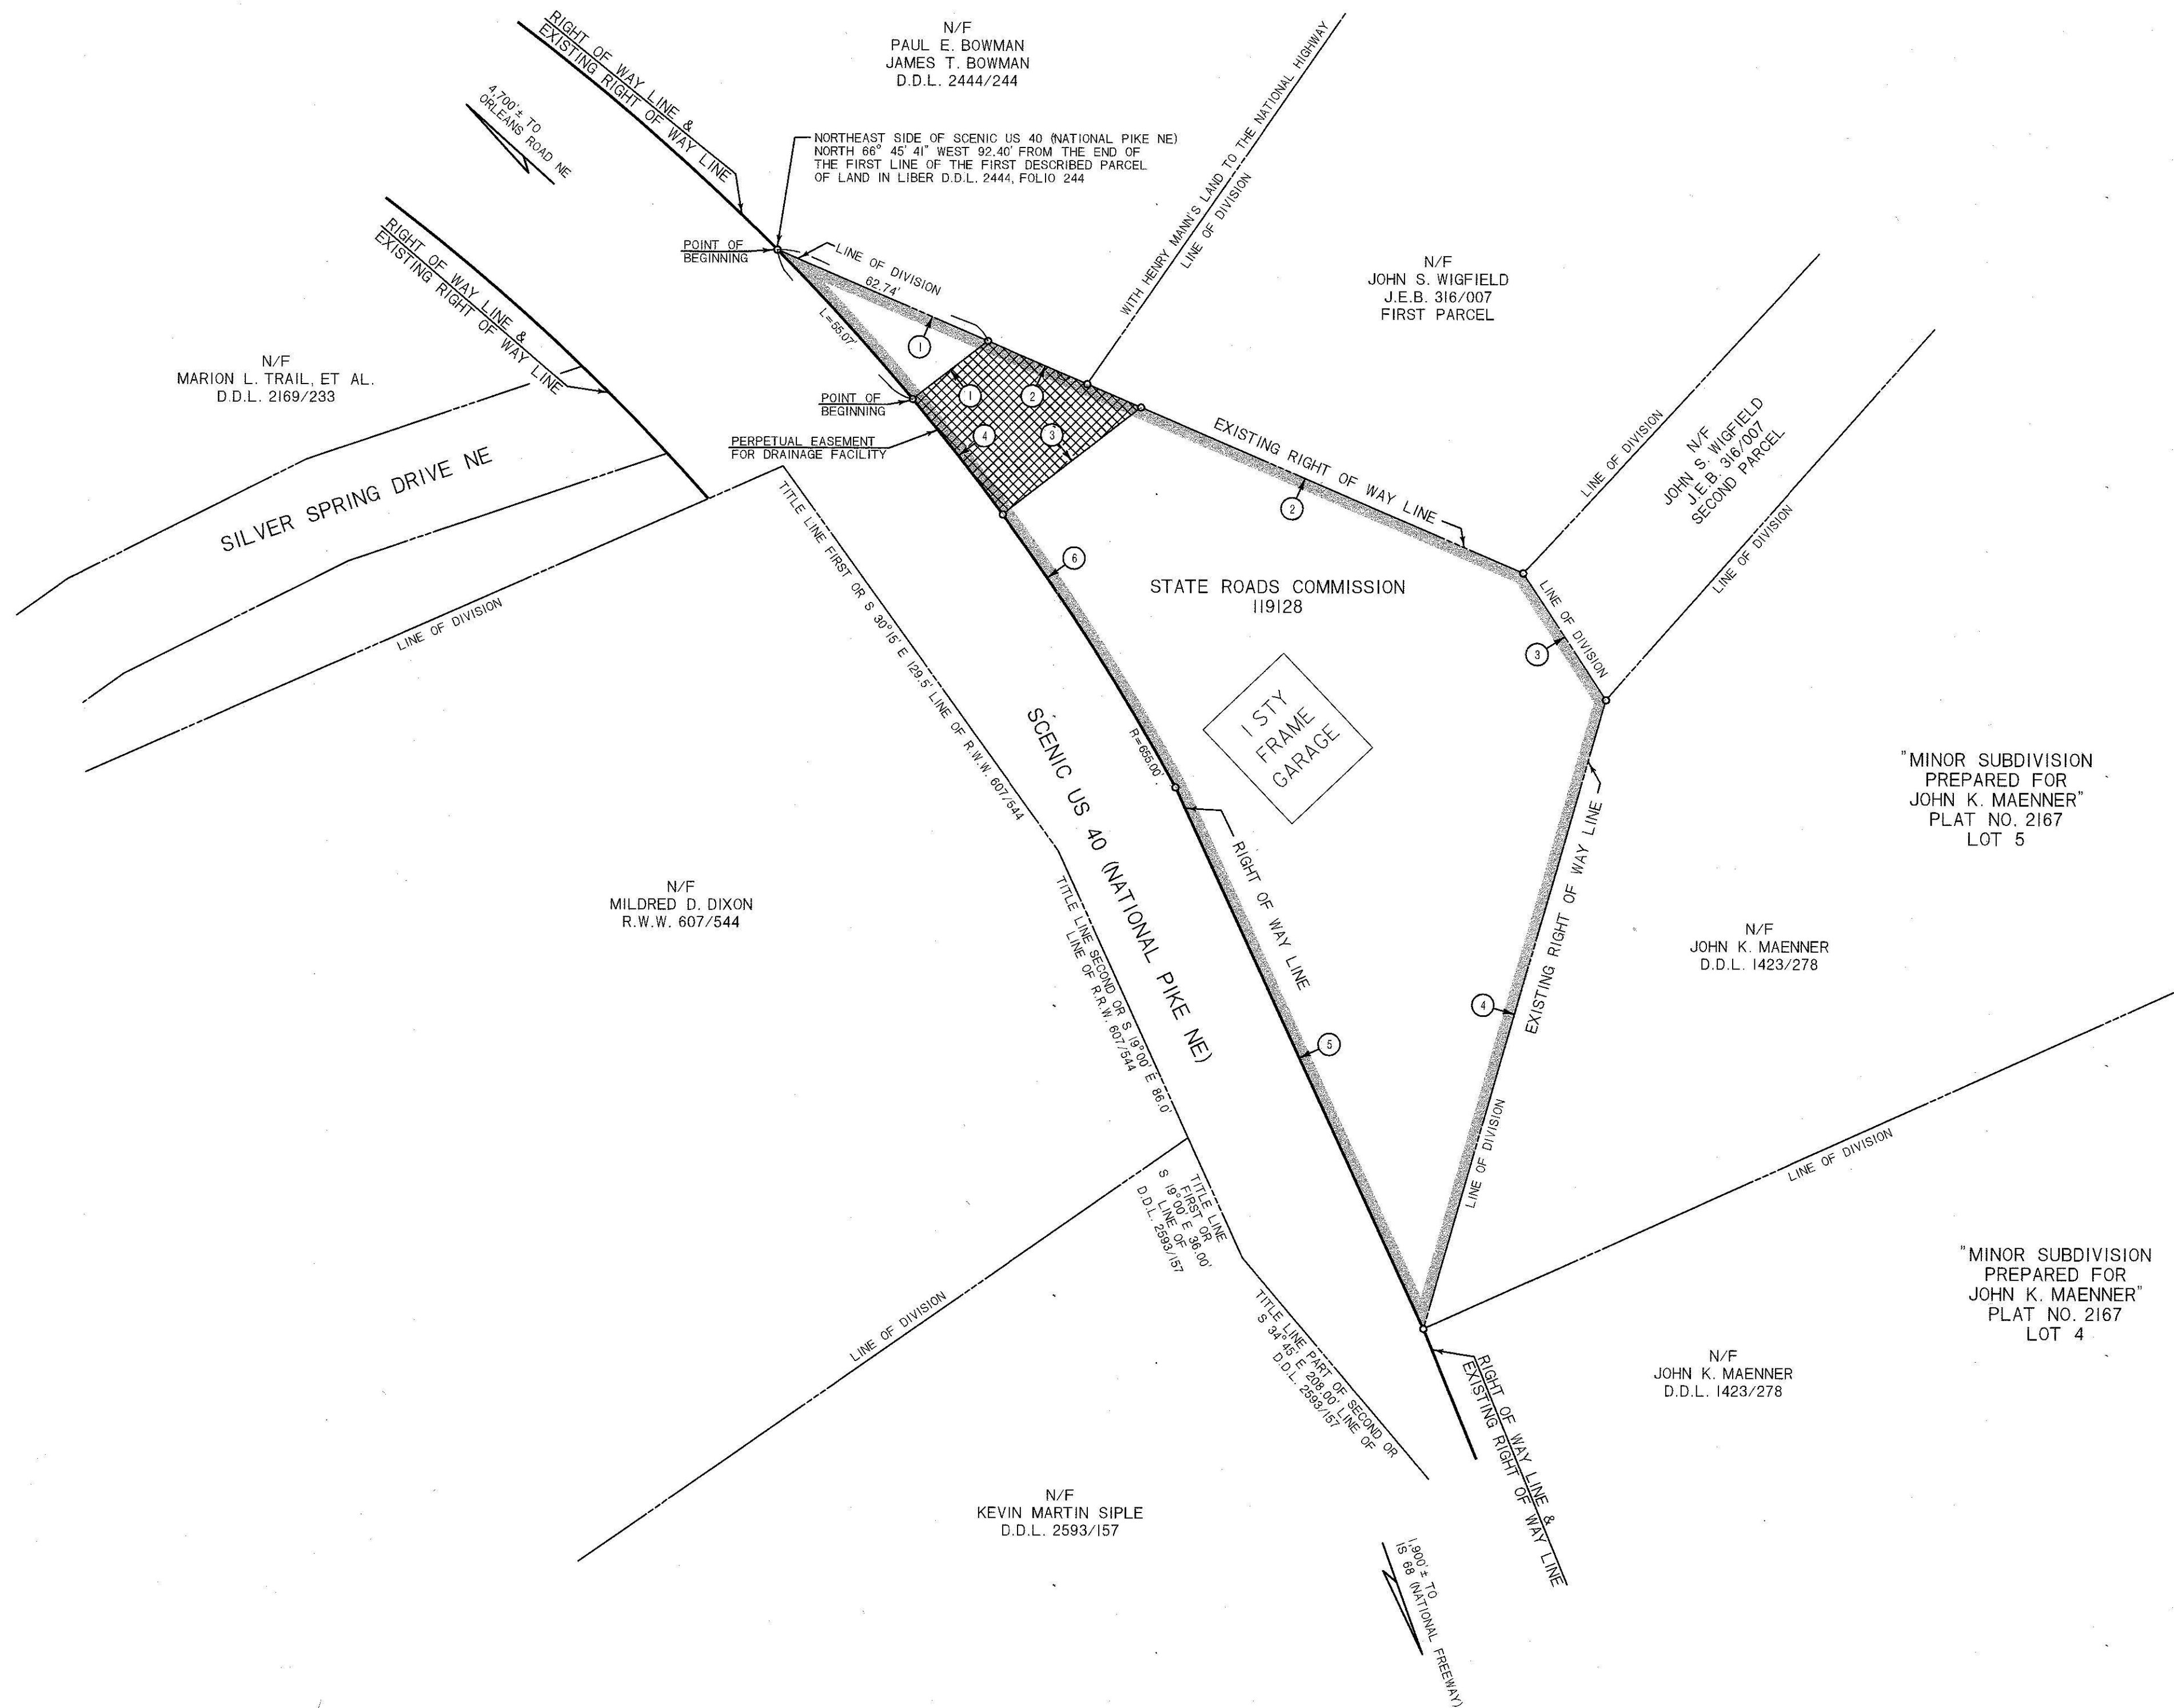 RIGHT OF WAY LINE &
EXISTING RIGHT OF WAY LINE
N/F
PAUL E. BOWMAN
JAMES T. BOWMAN
D.D.L. 2444/244
4,700'± TO
ORLEANS ROAD NE
NORTHEAST SIDE OF SCENIC US 40 (NATIONAL PIKE NE)
NORTH 66° 45' 41" WEST 92.40' FROM THE END OF
THE FIRST LINE OF THE FIRST DESCRIBED PARCEL
OF LAND IN LIBER D.D.L. 2444, FOLIO 244
WITH HENRY MANN'S LAND TO THE NATIONAL HIGHWAY
LINE OF DIVISION
RIGHT OF WAY LINE &
EXISTING RIGHT OF WAY LINE
POINT OF
BEGINNING
LINE OF DIVISION
62.74'
L=55.07'
1
N/F
JOHN S. WIGFIELD
J.E.B. 316/007
FIRST PARCEL
N/F
MARION L. TRAIL, ET AL.
D.D.L. 2169/233
POINT OF
BEGINNING
1
2
3
4
PERPETUAL EASEMENT
FOR DRAINAGE FACILITY
EXISTING RIGHT OF WAY LINE
2
LINE OF DIVISION
N/F
JOHN S. WIGFIELD
J.E.B. 316/007
SECOND PARCEL
LINE OF DIVISION
SILVER SPRING DRIVE NE
LINE OF DIVISION
TITLE LINE FIRST OR S 30°15' E 129.5' LINE OF R.W.W. 607/544
6
STATE ROADS COMMISSION
119128
LINE OF DIVISION
3
1 STY
FRAME
GARAGE
R=655.00'
SCENIC US 40 (NATIONAL PIKE NE)
"MINOR SUBDIVISION
PREPARED FOR
JOHN K. MAENNER"
PLAT NO. 2167
LOT 5
RIGHT OF WAY LINE
EXISTING RIGHT OF WAY LINE
N/F
MILDRED D. DIXON
R.W.W. 607/544
TITLE LINE SECOND OR S 19°00' E 86.0'
LINE OF R.R.W. 607/544
N/F
JOHN K. MAENNER
D.D.L. 1423/278
4
5
LINE OF DIVISION
LINE OF DIVISION
TITLE LINE
FIRST OR
S 19°00' E 36.00'
LINE OF
D.D.L. 2593/157
"MINOR SUBDIVISION
PREPARED FOR
JOHN K. MAENNER"
PLAT NO. 2167
LOT 4
LINE OF DIVISION
TITLE LINE PART OF SECOND OR
S 34°45' E 208.00' LINE OF
D.D.L. 2593/157
N/F
JOHN K. MAENNER
D.D.L. 1423/278
RIGHT OF WAY LINE &
EXISTING RIGHT OF WAY LINE
N/F
KEVIN MARTIN SIPLE
D.D.L. 2593/157
1,900'± TO
IS 68 (NATIONAL FREEWAY)